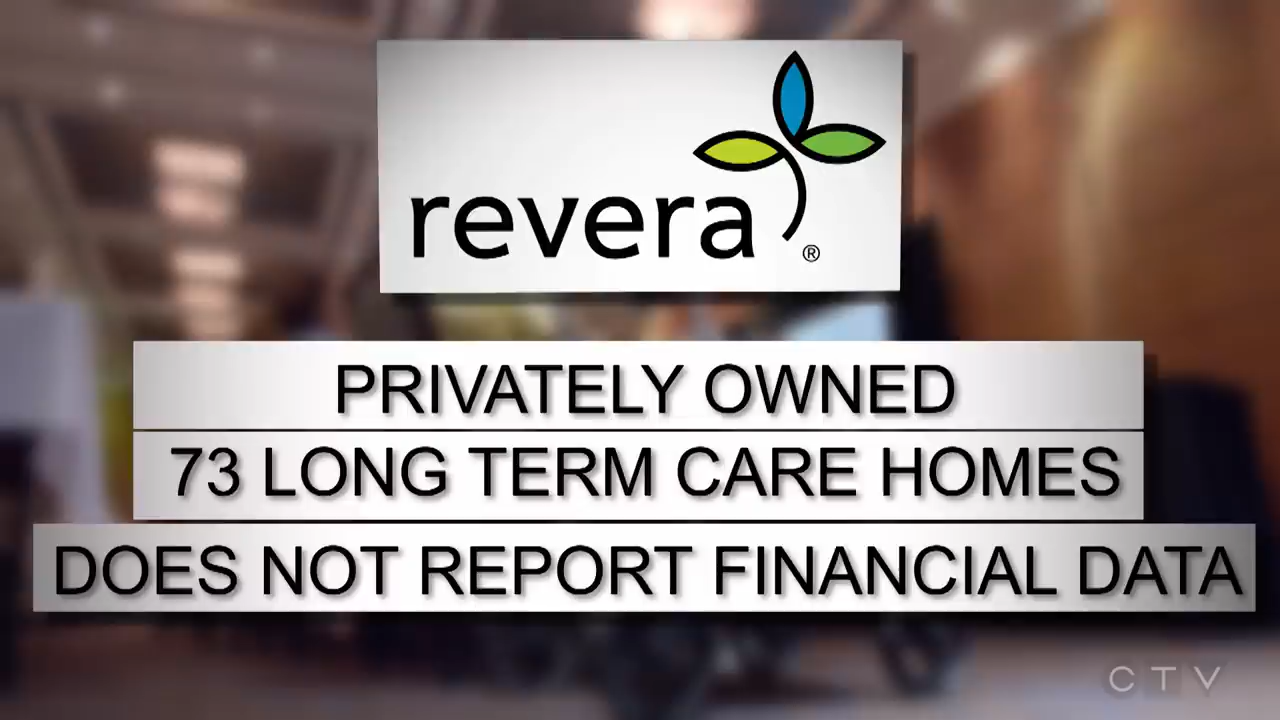 revera®
PRIVATELY OWNED
73 LONG TERM CARE HOMES
DOES NOT REPORT FINANCIAL DATA
CTV